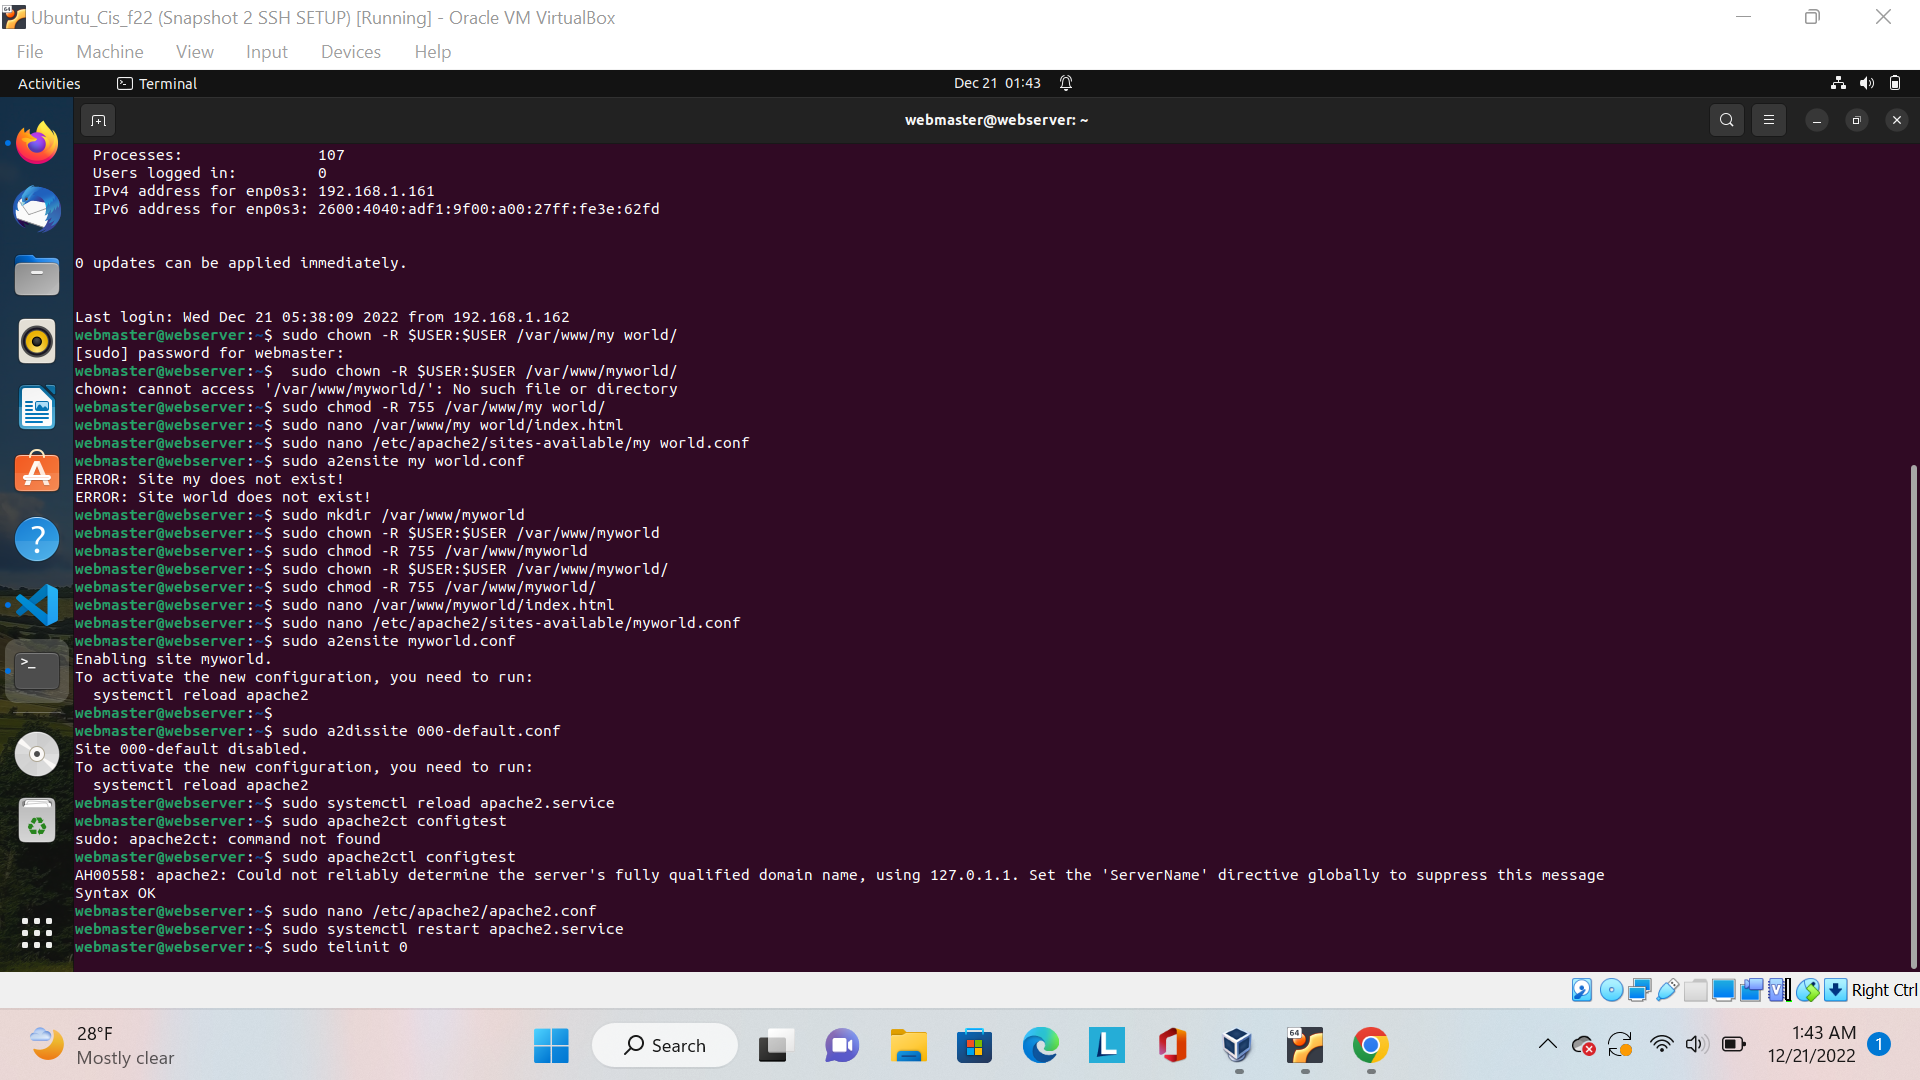 Ubuntu_Cis_f22 (Snapshot 2 SSH SETUP) [Running] - Oracle VM VirtualBox
File Machine View Input Devices Help
Activities Terminal Dec 21 01:43
webmaster@webserver: ~
Processes: 107
Users logged in: 0
IPv4 address for enp0s3: 192.168.1.161
IPv6 address for enp0s3: 2600:4040:adf1:9f00:a00:27ff:fe3e:62fd
0 updates can be applied immediately.
Last login: Wed Dec 21 05:38:09 2022 from 192.168.1.162
webmaster@webserver:~$ sudo chown -R $USER:$USER /var/www/my world/
[sudo] password for webmaster:
webmaster@webserver:~$  sudo chown -R $USER:$USER /var/www/myworld/
chown: cannot access '/var/www/myworld/': No such file or directory
webmaster@webserver:~$ sudo chmod -R 755 /var/www/my world/
webmaster@webserver:~$ sudo nano /var/www/my world/index.html
webmaster@webserver:~$ sudo nano /etc/apache2/sites-available/my world.conf
webmaster@webserver:~$ sudo a2ensite my world.conf
ERROR: Site my does not exist!
ERROR: Site world does not exist!
webmaster@webserver:~$ sudo mkdir /var/www/myworld
webmaster@webserver:~$ sudo chown -R $USER:$USER /var/www/myworld
webmaster@webserver:~$ sudo chmod -R 755 /var/www/myworld
webmaster@webserver:~$ sudo chown -R $USER:$USER /var/www/myworld/
webmaster@webserver:~$ sudo chmod -R 755 /var/www/myworld/
webmaster@webserver:~$ sudo nano /var/www/myworld/index.html
webmaster@webserver:~$ sudo nano /etc/apache2/sites-available/myworld.conf
webmaster@webserver:~$ sudo a2ensite myworld.conf
Enabling site myworld.
To activate the new configuration, you need to run:
  systemctl reload apache2
webmaster@webserver:~$
webmaster@webserver:~$ sudo a2dissite 000-default.conf
Site 000-default disabled.
To activate the new configuration, you need to run:
  systemctl reload apache2
webmaster@webserver:~$ sudo systemctl reload apache2.service
webmaster@webserver:~$ sudo apache2ct configtest
sudo: apache2ct: command not found
webmaster@webserver:~$ sudo apache2ctl configtest
AH00558: apache2: Could not reliably determine the server's fully qualified domain name, using 127.0.1.1. Set the 'ServerName' directive globally to suppress this message
Syntax OK
webmaster@webserver:~$ sudo nano /etc/apache2/apache2.conf
webmaster@webserver:~$ sudo systemctl restart apache2.service
webmaster@webserver:~$ sudo telinit 0
Right Ctrl
28°F
Mostly clear
Search
1:43 AM
12/21/2022
1